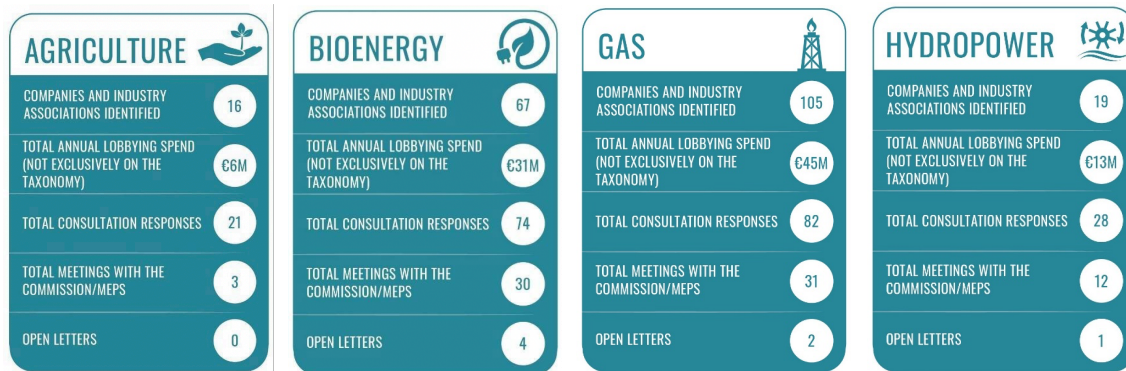 AGRICULTURE
COMPANIES AND INDUSTRY
ASSOCIATIONS IDENTIFIED
16
TOTAL ANNUAL LOBBYING SPEND
(NOT EXCLUSIVELY ON THE
TAXONOMY)
€6M
TOTAL CONSULTATION RESPONSES
21
TOTAL MEETINGS WITH THE
COMMISSION/MEPS
3
OPEN LETTERS
0
BIOENERGY
COMPANIES AND INDUSTRY
ASSOCIATIONS IDENTIFIED
67
TOTAL ANNUAL LOBBYING SPEND
(NOT EXCLUSIVELY ON THE
TAXONOMY)
€31M
TOTAL CONSULTATION RESPONSES
74
TOTAL MEETINGS WITH THE
COMMISSION/MEPS
30
OPEN LETTERS
4
GAS
COMPANIES AND INDUSTRY
ASSOCIATIONS IDENTIFIED
105
TOTAL ANNUAL LOBBYING SPEND
(NOT EXCLUSIVELY ON THE
TAXONOMY)
€45M
TOTAL CONSULTATION RESPONSES
82
TOTAL MEETINGS WITH THE
COMMISSION/MEPS
31
OPEN LETTERS
2
HYDROPOWER
COMPANIES AND INDUSTRY
ASSOCIATIONS IDENTIFIED
19
TOTAL ANNUAL LOBBYING SPEND
(NOT EXCLUSIVELY ON THE
TAXONOMY)
€13M
TOTAL CONSULTATION RESPONSES
28
TOTAL MEETINGS WITH THE
COMMISSION/MEPS
12
OPEN LETTERS
1